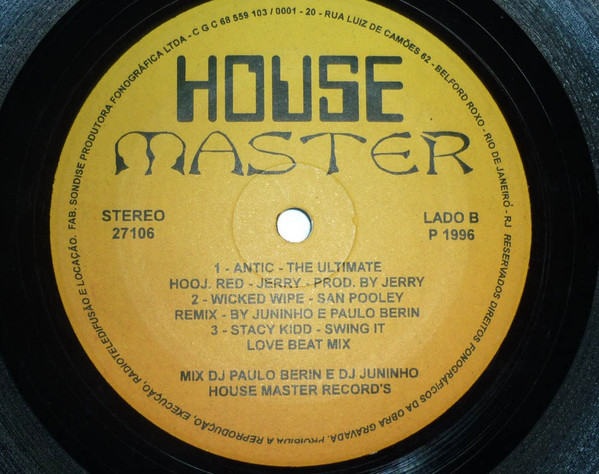 HOUSE
MASTER
STEREO
27106
LADO B
P 1996
1 - ANTIC - THE ULTIMATE
HOOJ. RED - JERRY - PROD. BY JERRY
2 - WICKED WIPE - SAN POOLEY
REMIX - BY JUNINHO E PAULO BERIN
3 - STACY KIDD - SWING IT
LOVE BEAT MIX
MIX DJ PAULO BERIN E DJ JUNINHO
HOUSE MASTER RECORD'S
FAB. SONDISE PRODUTORA FONOGRÁFICA LTDA - C G C 68 559 103 / 0001 - 20 - RUA LUIZ DE CAMÕES 62 - BELFORD ROXO - RIO DE JANEIRO - RJ RESERVADOS DIREITOS FONOGRÁFICOS DA OBRA GRAVADA. PROIBIDA A REPRODUÇÃO, EXECUÇÃO, RADIOTELEDIFUSÃO E LOCAÇÃO.